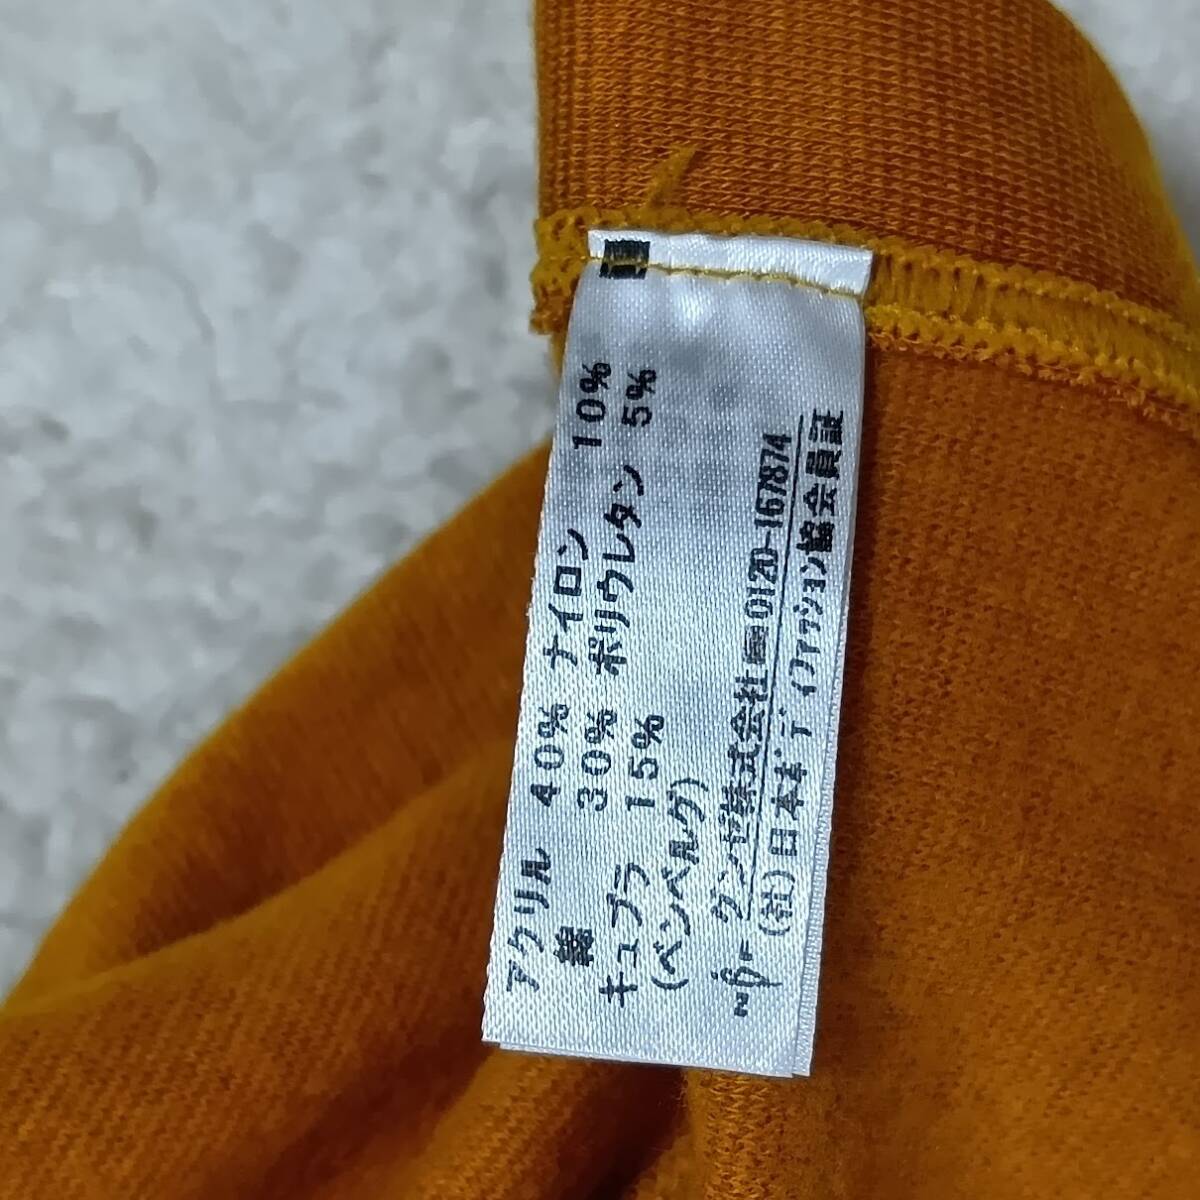 アクリル 40% ナイロン 10%
綿 30% ポリウレタン 5%
キュプラ 15%
(ベンベルグ)
グンゼ株式会社 0120-167874
(社)日本ボディファッション協会会員証